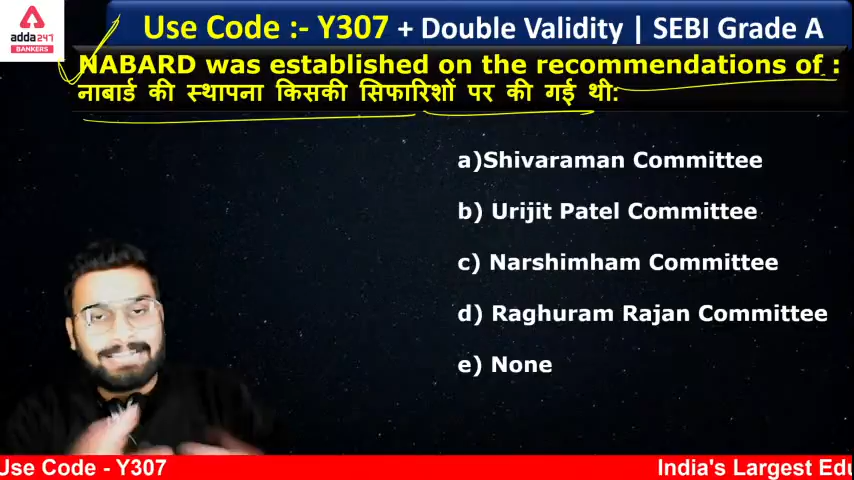 adda247
BANKERS
Use Code :- Y307 + Double Validity | SEBI Grade A
NABARD was established on the recommendations of :
नाबार्ड की स्थापना किसकी सिफारिशों पर की गई थी:
a)Shivaraman Committee
b) Urijit Patel Committee
c) Narshimham Committee
d) Raghuram Rajan Committee
e) None
Use Code - Y307
India's Largest Edu